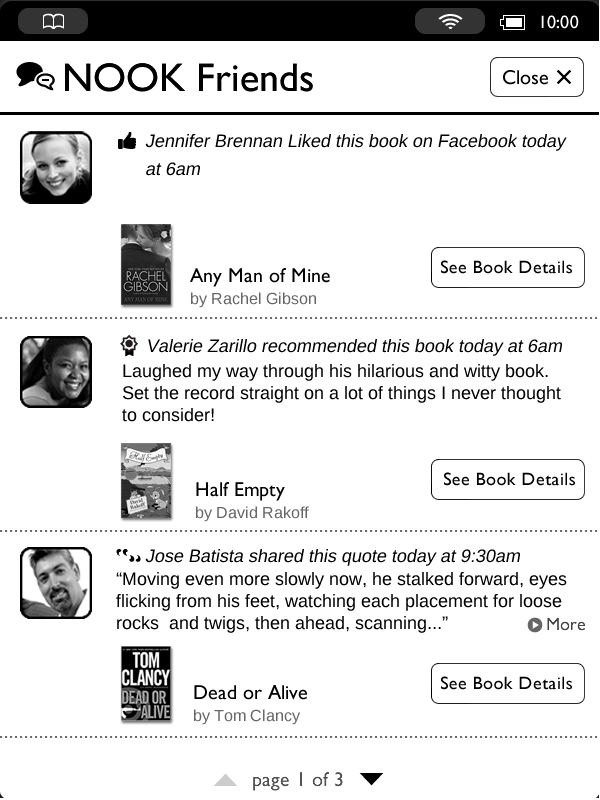 10:00
NOOK Friends
Close
Jennifer Brennan Liked this book on Facebook today
at 6am
RACHEL
GIBSON
ANY MAN OF MINE
Any Man of Mine
by Rachel Gibson
See Book Details
Valerie Zarillo recommended this book today at 6am
Laughed my way through his hilarious and witty book.
Set the record straight on a lot of things I never thought
to consider!
Half Empty
David
Rakoff
Half Empty
by David Rakoff
See Book Details
Jose Batista shared this quote today at 9:30am
“Moving even more slowly now, he stalked forward, eyes
flicking from his feet, watching each placement for loose
rocks and twigs, then ahead, scanning...”
More
TOM
CLANCY
DEAD OR
ALIVE
Dead or Alive
by Tom Clancy
See Book Details
page 1 of 3